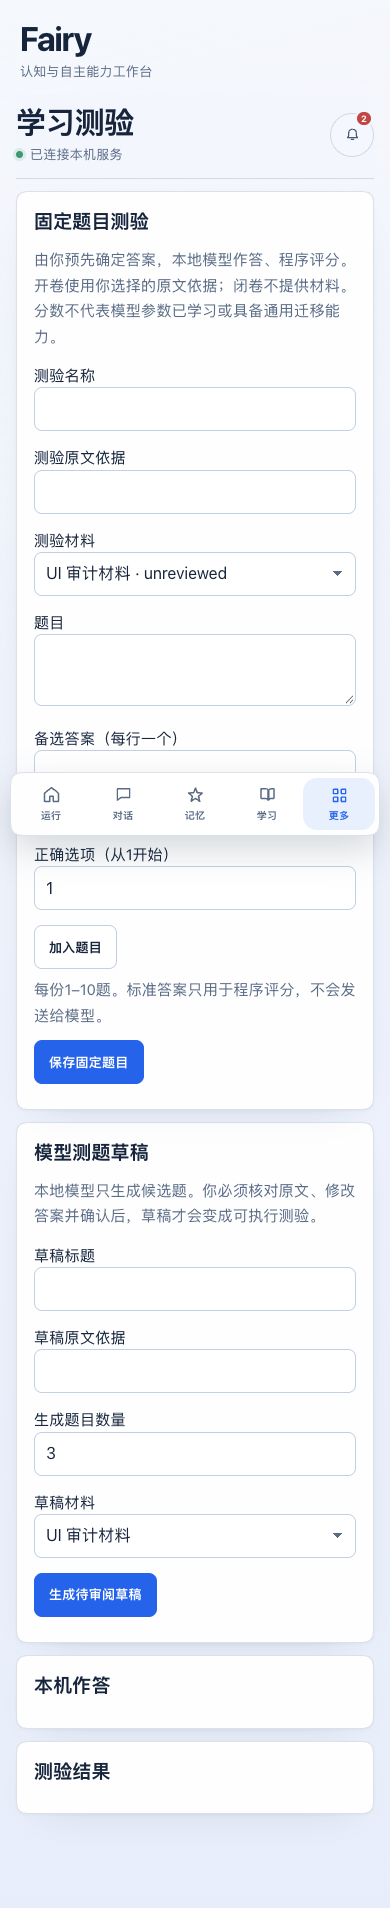 Fairy
认知与自主能力工作台
学习测验
2
已连接本机服务
固定题目测验
由你预先确定答案，本地模型作答、程序评分。
开卷使用你选择的原文依据；闭卷不提供材料。
分数不代表模型参数已学习或具备通用迁移能
力。
测验名称
测验原文依据
测验材料
UI 审计材料 · unreviewed
题目
备选答案（每行一个）
运行
对话
记忆
学习
更多
正确选项（从1开始）
1
加入题目
每份1–10题。标准答案只用于程序评分，不会发
送给模型。
保存固定题目
模型测题草稿
本地模型只生成候选题。你必须核对原文、修改
答案并确认后，草稿才会变成可执行测验。
草稿标题
草稿原文依据
生成题目数量
3
草稿材料
UI 审计材料
生成待审阅草稿
本机作答
测验结果